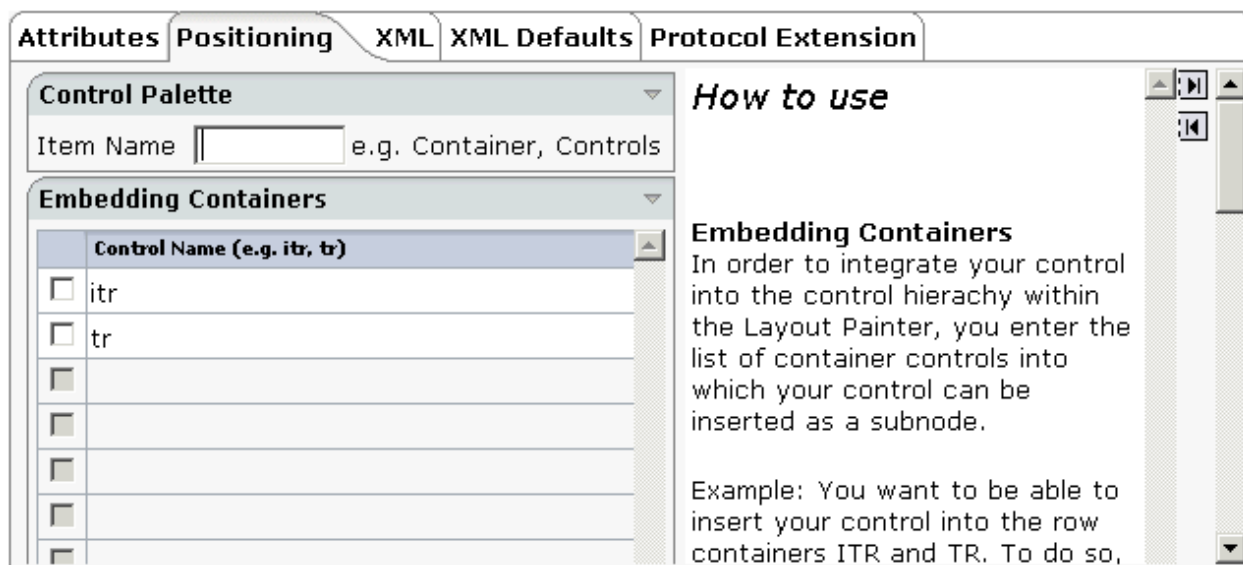 Attributes Positioning XML XML Defaults Protocol Extension
Control Palette
Item Name e.g. Container, Controls
Embedding Containers
Control Name (e.g. itr, tr)
itr
tr
How to use
Embedding Containers
In order to integrate your control
into the control hierachy within
the Layout Painter, you enter the
list of container controls into
which your control can be
inserted as a subnode.
Example: You want to be able to
insert your control into the row
containers ITR and TR. To do so,